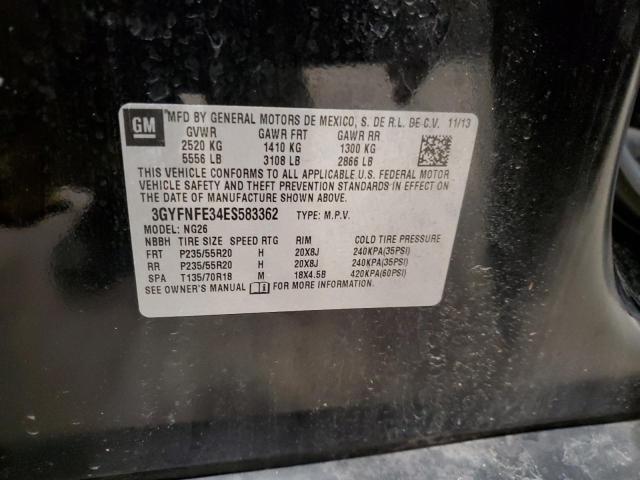 GM
MFD BY GENERAL MOTORS DE MEXICO, S. DE R.L. DE C.V. 11/13
GVWR GAWR FRT GAWR RR
2520 KG 1410 KG 1300 KG
5556 LB 3108 LB 2866 LB
THIS VEHICLE CONFORMS TO ALL APPLICABLE U.S. FEDERAL MOTOR
VEHICLE SAFETY AND THEFT PREVENTION STANDARDS IN EFFECT ON
THE DATE OF MANUFACTURE SHOWN ABOVE.
3GYFNFE34ES583362 TYPE: M.P.V.
MODEL: NG26
NBBH TIRE SIZE SPEED RTG RIM COLD TIRE PRESSURE
FRT P235/55R20 H 20X8J 240KPA(35PSI)
RR P235/55R20 H 20X8J 240KPA(35PSI)
SPA T135/70R18 M 18X4.5B 420KPA(60PSI)
SEE OWNER'S MANUAL FOR MORE INFORMATION.